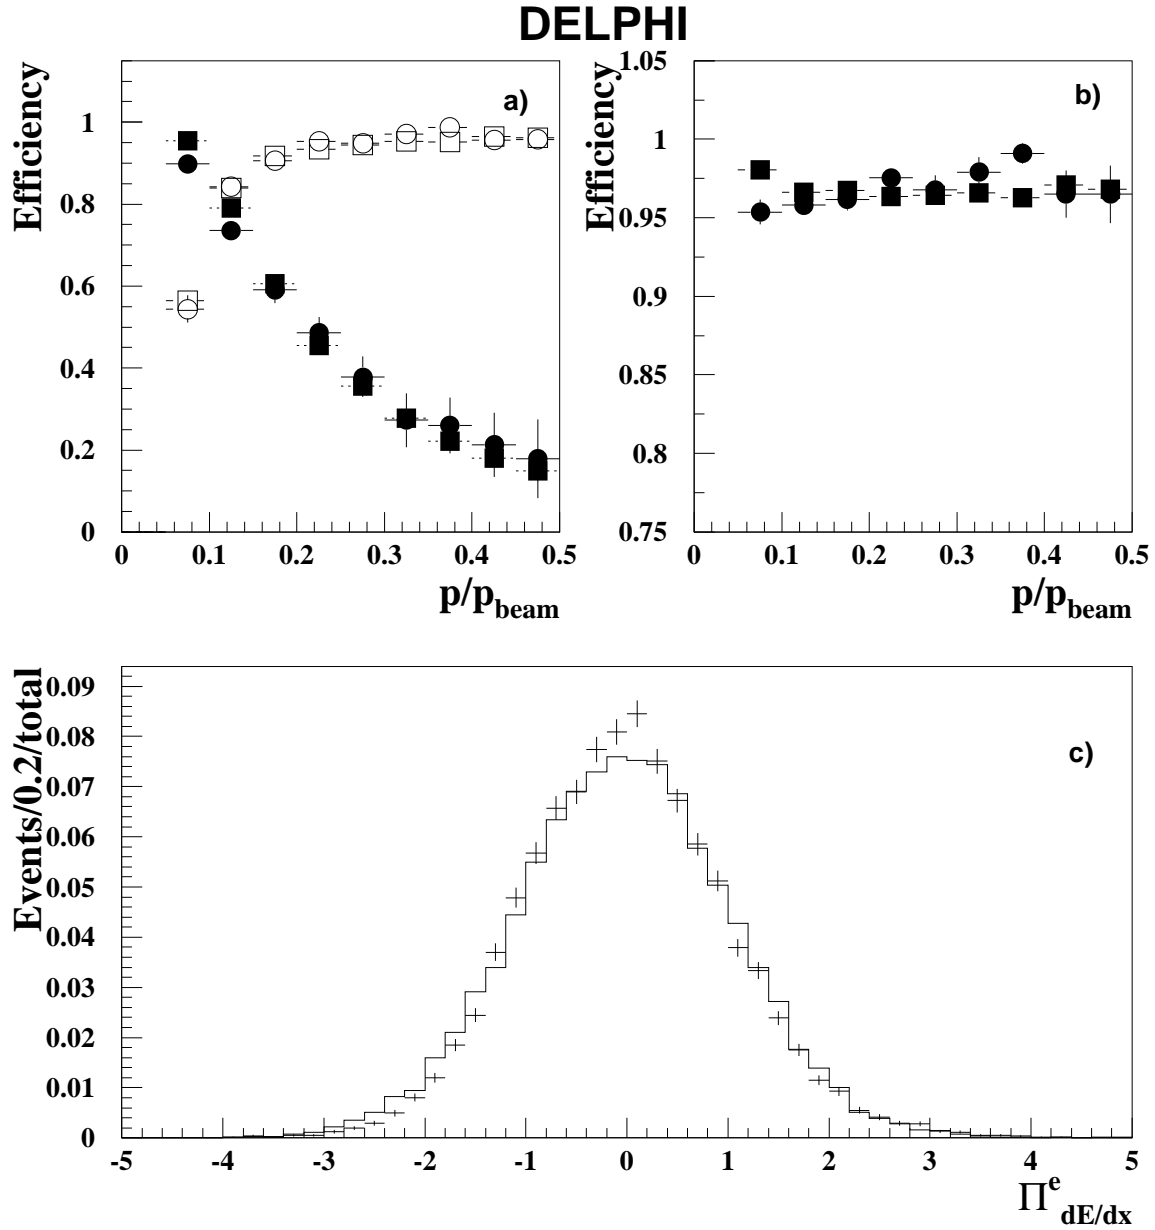 DELPHI
Efficiency
a)
1
0.8
0.6
0.4
0.2
0
0 0.1 0.2 0.3 0.4 0.5
p/p_beam
Efficiency
b)
1.05
1
0.95
0.9
0.85
0.8
0.75
0 0.1 0.2 0.3 0.4 0.5
p/p_beam
Events/0.2/total
c)
0.09
0.08
0.07
0.06
0.05
0.04
0.03
0.02
0.01
0
-5 -4 -3 -2 -1 0 1 2 3 4 5
Π^e_dE/dx